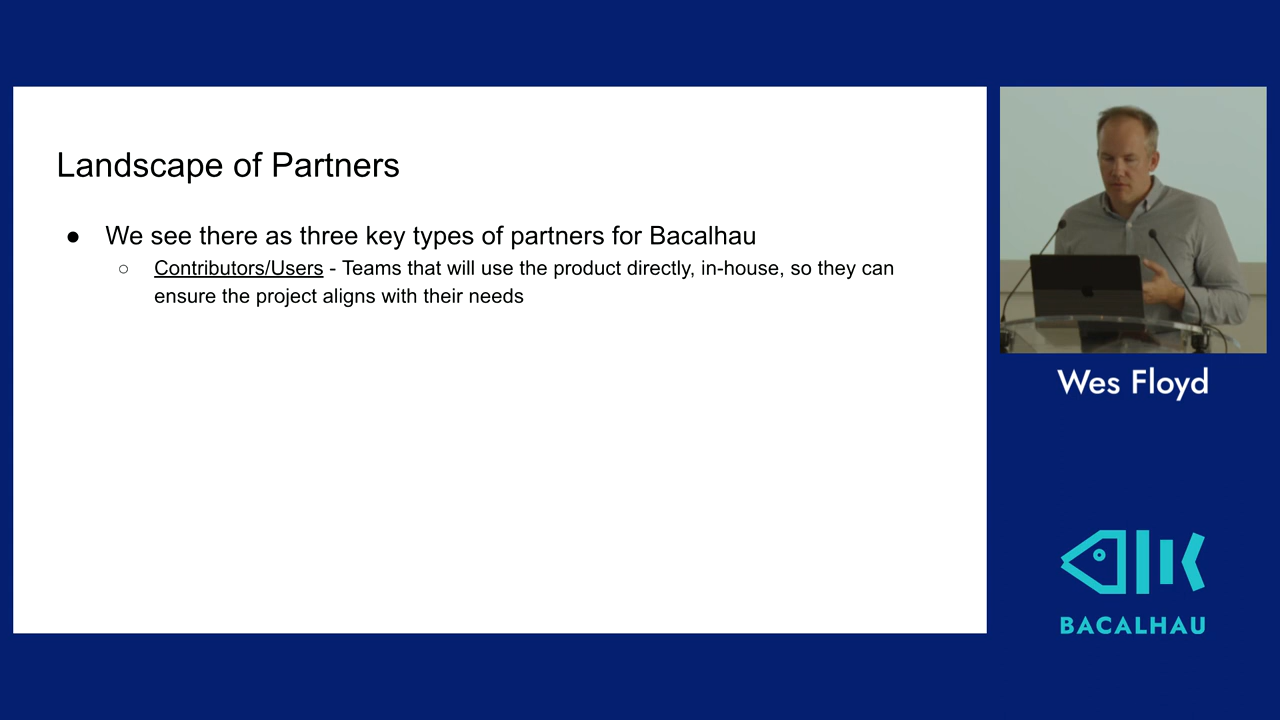 Landscape of Partners
● We see there as three key types of partners for Bacalhau
○ Contributors/Users - Teams that will use the product directly, in-house, so they can
ensure the project aligns with their needs
Wes Floyd
BACALHAU